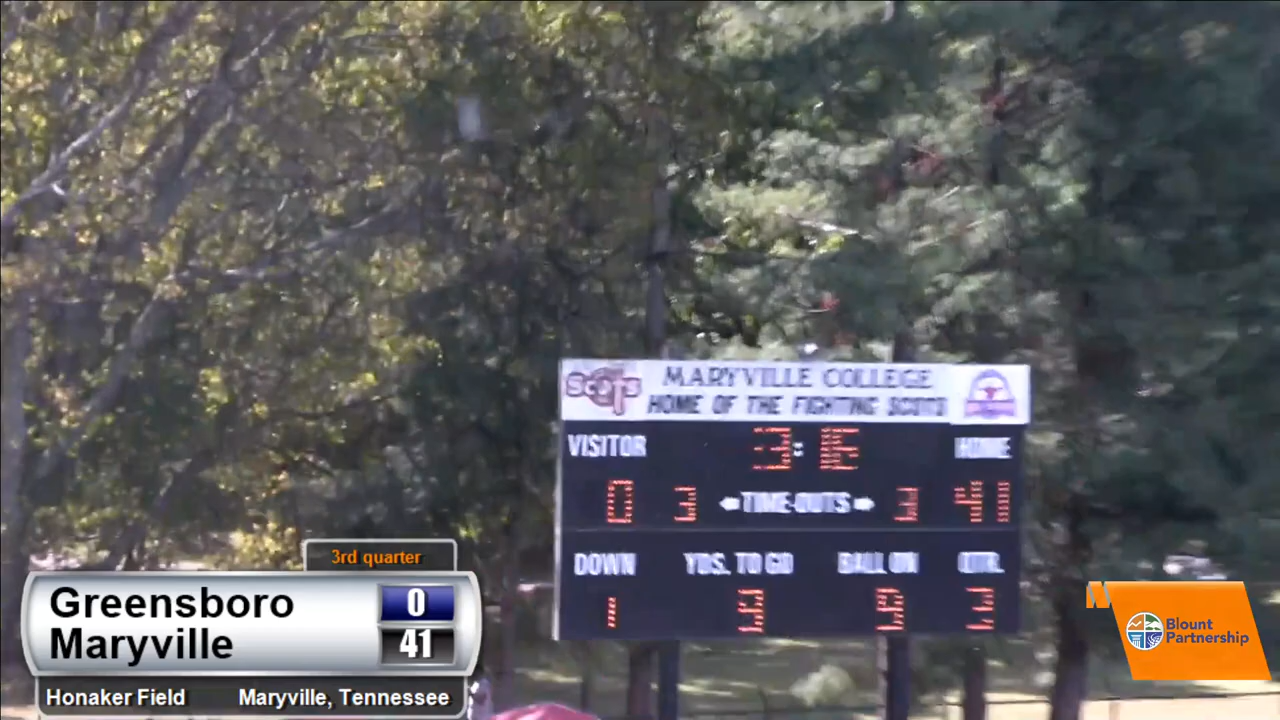 Scots
MARYVILLE COLLEGE
HOME OF THE FIGHTING SCOTS
VISITOR 3:16 HOME
0 3 TIME-OUTS 3 41
DOWN YDS. TO GO BALL ON QTR.
1 9 9 3
3rd quarter
Greensboro 0
Maryville 41
Honaker Field Maryville, Tennessee
Blount
Partnership